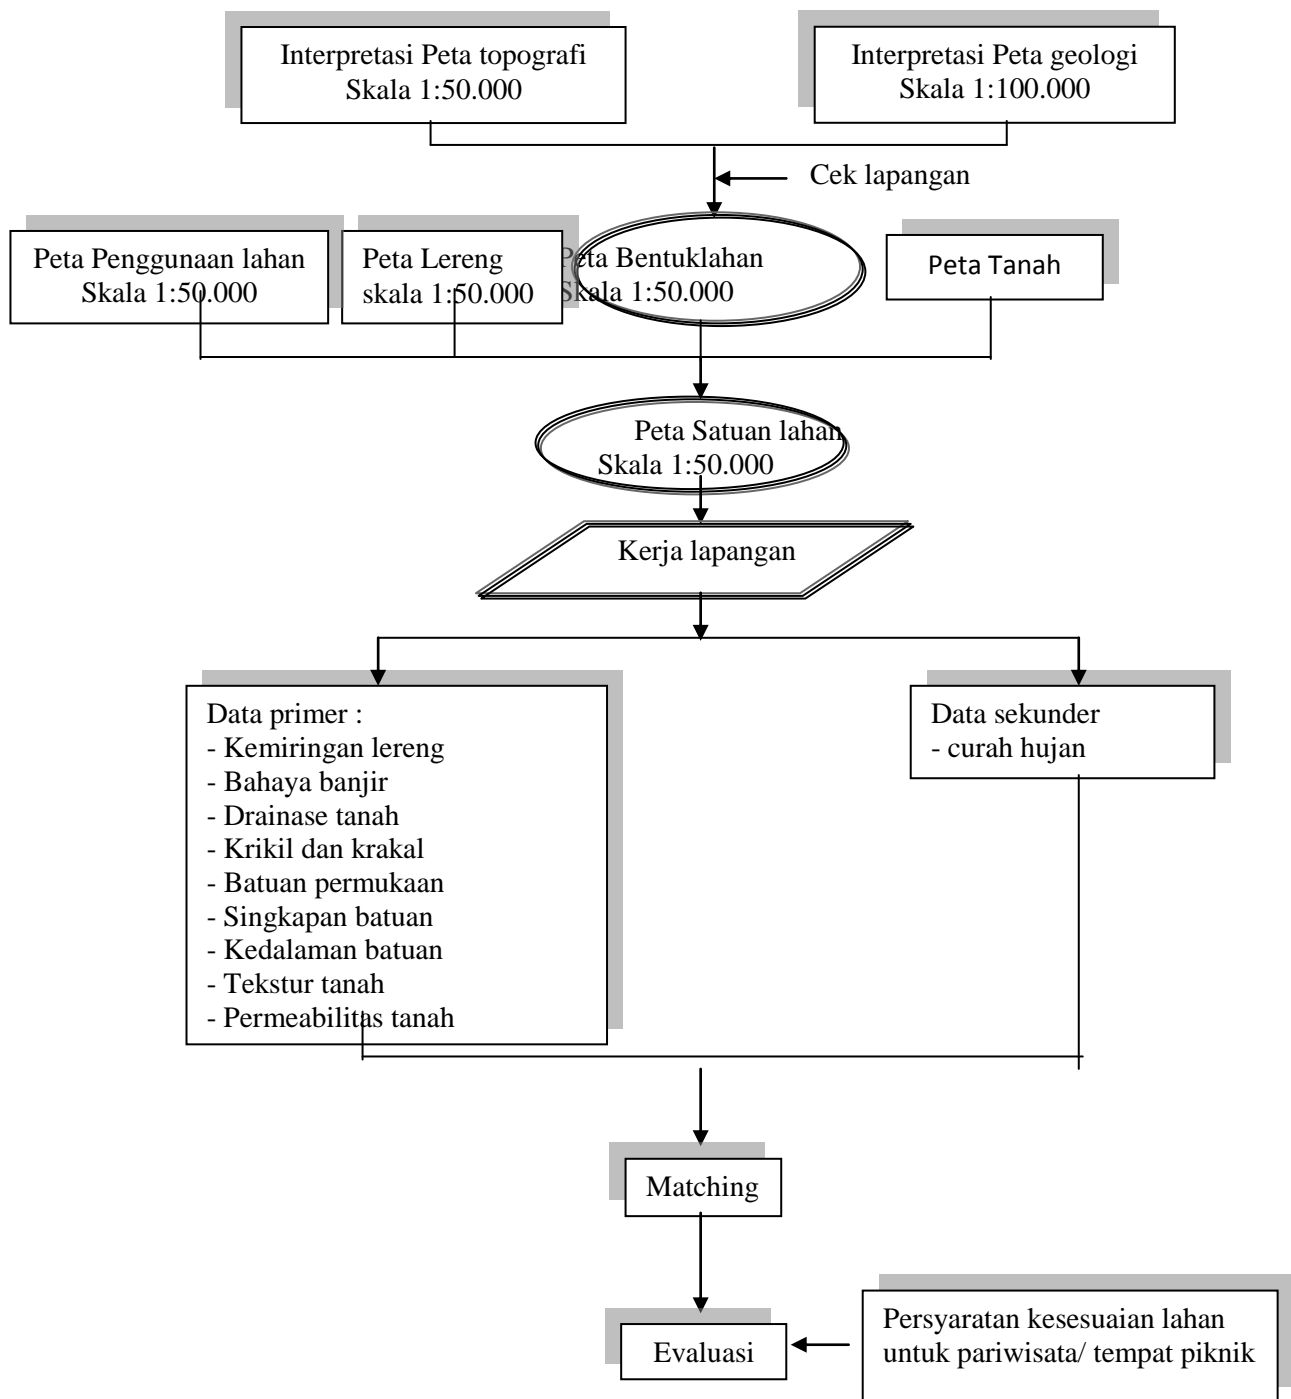 Interpretasi Peta topografi
Skala 1:50.000
Interpretasi Peta geologi
Skala 1:100.000
Cek lapangan
Peta Penggunaan lahan
Skala 1:50.000
Peta Lereng
skala 1:50.000
Peta Bentuklahan
Skala 1:50.000
Peta Tanah
Peta Satuan lahan
Skala 1:50.000
Kerja lapangan
Data primer :
- Kemiringan lereng
- Bahaya banjir
- Drainase tanah
- Krikil dan krakal
- Batuan permukaan
- Singkapan batuan
- Kedalaman batuan
- Tekstur tanah
- Permeabilitas tanah
Data sekunder
- curah hujan
Matching
Evaluasi
Persyaratan kesesuaian lahan
untuk pariwisata/ tempat piknik